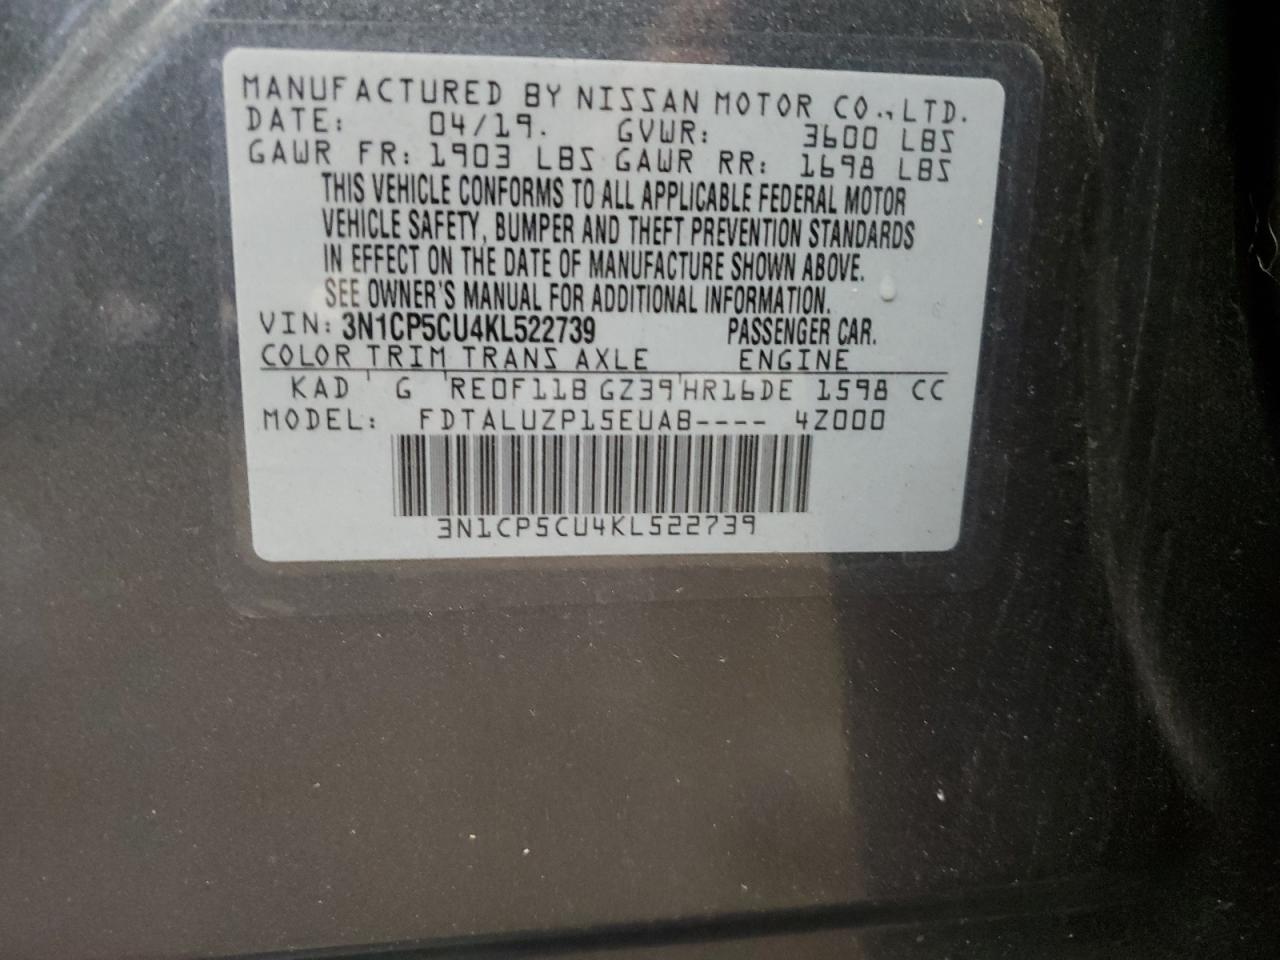 MANUFACTURED BY NISSAN MOTOR CO., LTD.
DATE: 04/19. GVWR: 3600 LBS
GAWR FR: 1903 LBS GAWR RR: 1698 LBS
THIS VEHICLE CONFORMS TO ALL APPLICABLE FEDERAL MOTOR
VEHICLE SAFETY, BUMPER AND THEFT PREVENTION STANDARDS
IN EFFECT ON THE DATE OF MANUFACTURE SHOWN ABOVE.
SEE OWNER'S MANUAL FOR ADDITIONAL INFORMATION.
VIN: 3N1CP5CU4KL522739 PASSENGER CAR.
COLOR TRIM TRANS AXLE ENGINE
KAD G RE0F11B GZ39 HR16DE 1598 CC
MODEL: FDTALUZP15EUAB---- 4Z000
3N1CP5CU4KL522739